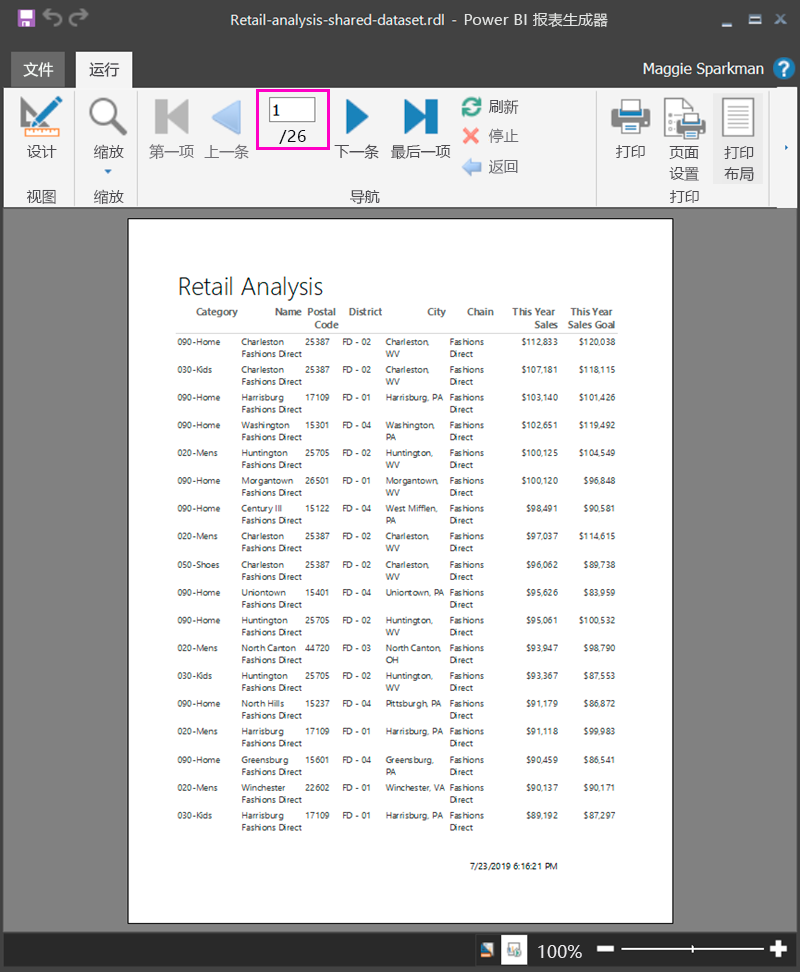 Retail-analysis-shared-dataset.rdl - Power BI 报表生成器
文件 运行 Maggie Sparkman ?
1
/26
刷新
停止
返回
设计 缩放 第一项 上一条 下一条 最后一项 打印 页面设置 打印布局
视图 缩放 导航 打印
Retail Analysis
Category Name Postal Code District City Chain This Year Sales This Year Sales Goal
090-Home Charleston 25387 FD - 02 Charleston, Fashions $112,833 $120,038
Fashions Direct WV Direct
030-Kids Charleston 25387 FD - 02 Charleston, Fashions $107,181 $118,115
Fashions Direct WV Direct
090-Home Harrisburg 17109 FD - 01 Harrisburg, PA Fashions $103,140 $101,426
Fashions Direct Direct
090-Home Washington 15301 FD - 04 Washington, Fashions $102,651 $119,492
Fashions Direct PA Direct
020-Mens Huntington 25705 FD - 02 Huntington, Fashions $100,125 $104,549
Fashions Direct WV Direct
090-Home Morgantown 26501 FD - 01 Morgantown, Fashions $100,120 $96,848
Fashions Direct WV Direct
090-Home Century III 15122 FD - 04 West Mifflen, Fashions $98,491 $90,581
Fashions Direct PA Direct
020-Mens Charleston 25387 FD - 02 Charleston, Fashions $97,037 $114,615
Fashions Direct WV Direct
050-Shoes Charleston 25387 FD - 02 Charleston, Fashions $96,062 $89,738
Fashions Direct WV Direct
090-Home Uniontown 15401 FD - 04 Uniontown, PA Fashions $95,626 $83,959
Fashions Direct Direct
090-Home Huntington 25705 FD - 02 Huntington, Fashions $95,061 $100,532
Fashions Direct WV Direct
020-Mens North Canton 44720 FD - 03 North Canton, Fashions $93,947 $98,790
Fashions Direct OH Direct
030-Kids Huntington 25705 FD - 02 Huntington, Fashions $93,367 $87,553
Fashions Direct WV Direct
090-Home North Hills 15237 FD - 04 Pittsburgh, PA Fashions $91,179 $86,872
Fashions Direct Direct
020-Mens Harrisburg 17109 FD - 01 Harrisburg, PA Fashions $91,118 $99,983
Fashions Direct Direct
090-Home Greensburg 15601 FD - 04 Greensburg, Fashions $90,459 $86,541
Fashions Direct PA Direct
020-Mens Winchester 22602 FD - 01 Winchester, VA Fashions $90,137 $90,171
Fashions Direct Direct
030-Kids Harrisburg 17109 FD - 01 Harrisburg, PA Fashions $89,192 $87,297
Fashions Direct Direct
7/23/2019 6:16:21 PM
100%